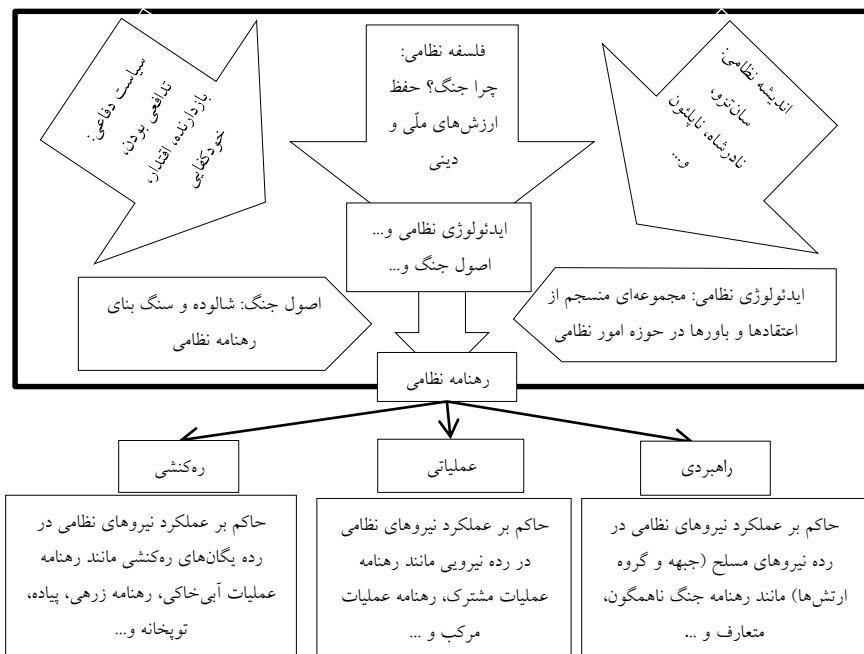 اندیشه نظامی:
سان‌تزو،
نادرشاه، ناپلئون
و...
فلسفه نظامی:
چرا جنگ؟ حفظ
ارزش‌های ملّی و
دینی
سیاست دفاعی:
تدافعی بودن،
بازدارنده، اقتدار،
خودکفایی
ایدئولوژی نظامی و...
اصول جنگ و...
ایدئولوژی نظامی: مجموعه‌ای منسجم از
اعتقادها و باورها در حوزه امور نظامی
اصول جنگ: شالوده و سنگ بنای
رهنامه نظامی
رهنامه نظامی
راهبردی
عملیاتی
ره‌کنشی
حاکم بر عملکرد نیروهای نظامی در
رده نیروهای مسلح (جبهه و گروه
ارتش‌ها) مانند رهنامه جنگ ناهمگون،
متعارف و ...
حاکم بر عملکرد نیروهای نظامی
در رده نیرویی مانند رهنامه
عملیات مشترک، رهنامه عملیات
مرکب و ...
حاکم بر عملکرد نیروهای نظامی در
رده یگان‌های ره‌کنشی مانند رهنامه
عملیات آبی‌خاکی، رهنامه زرهی، پیاده،
توپخانه و...